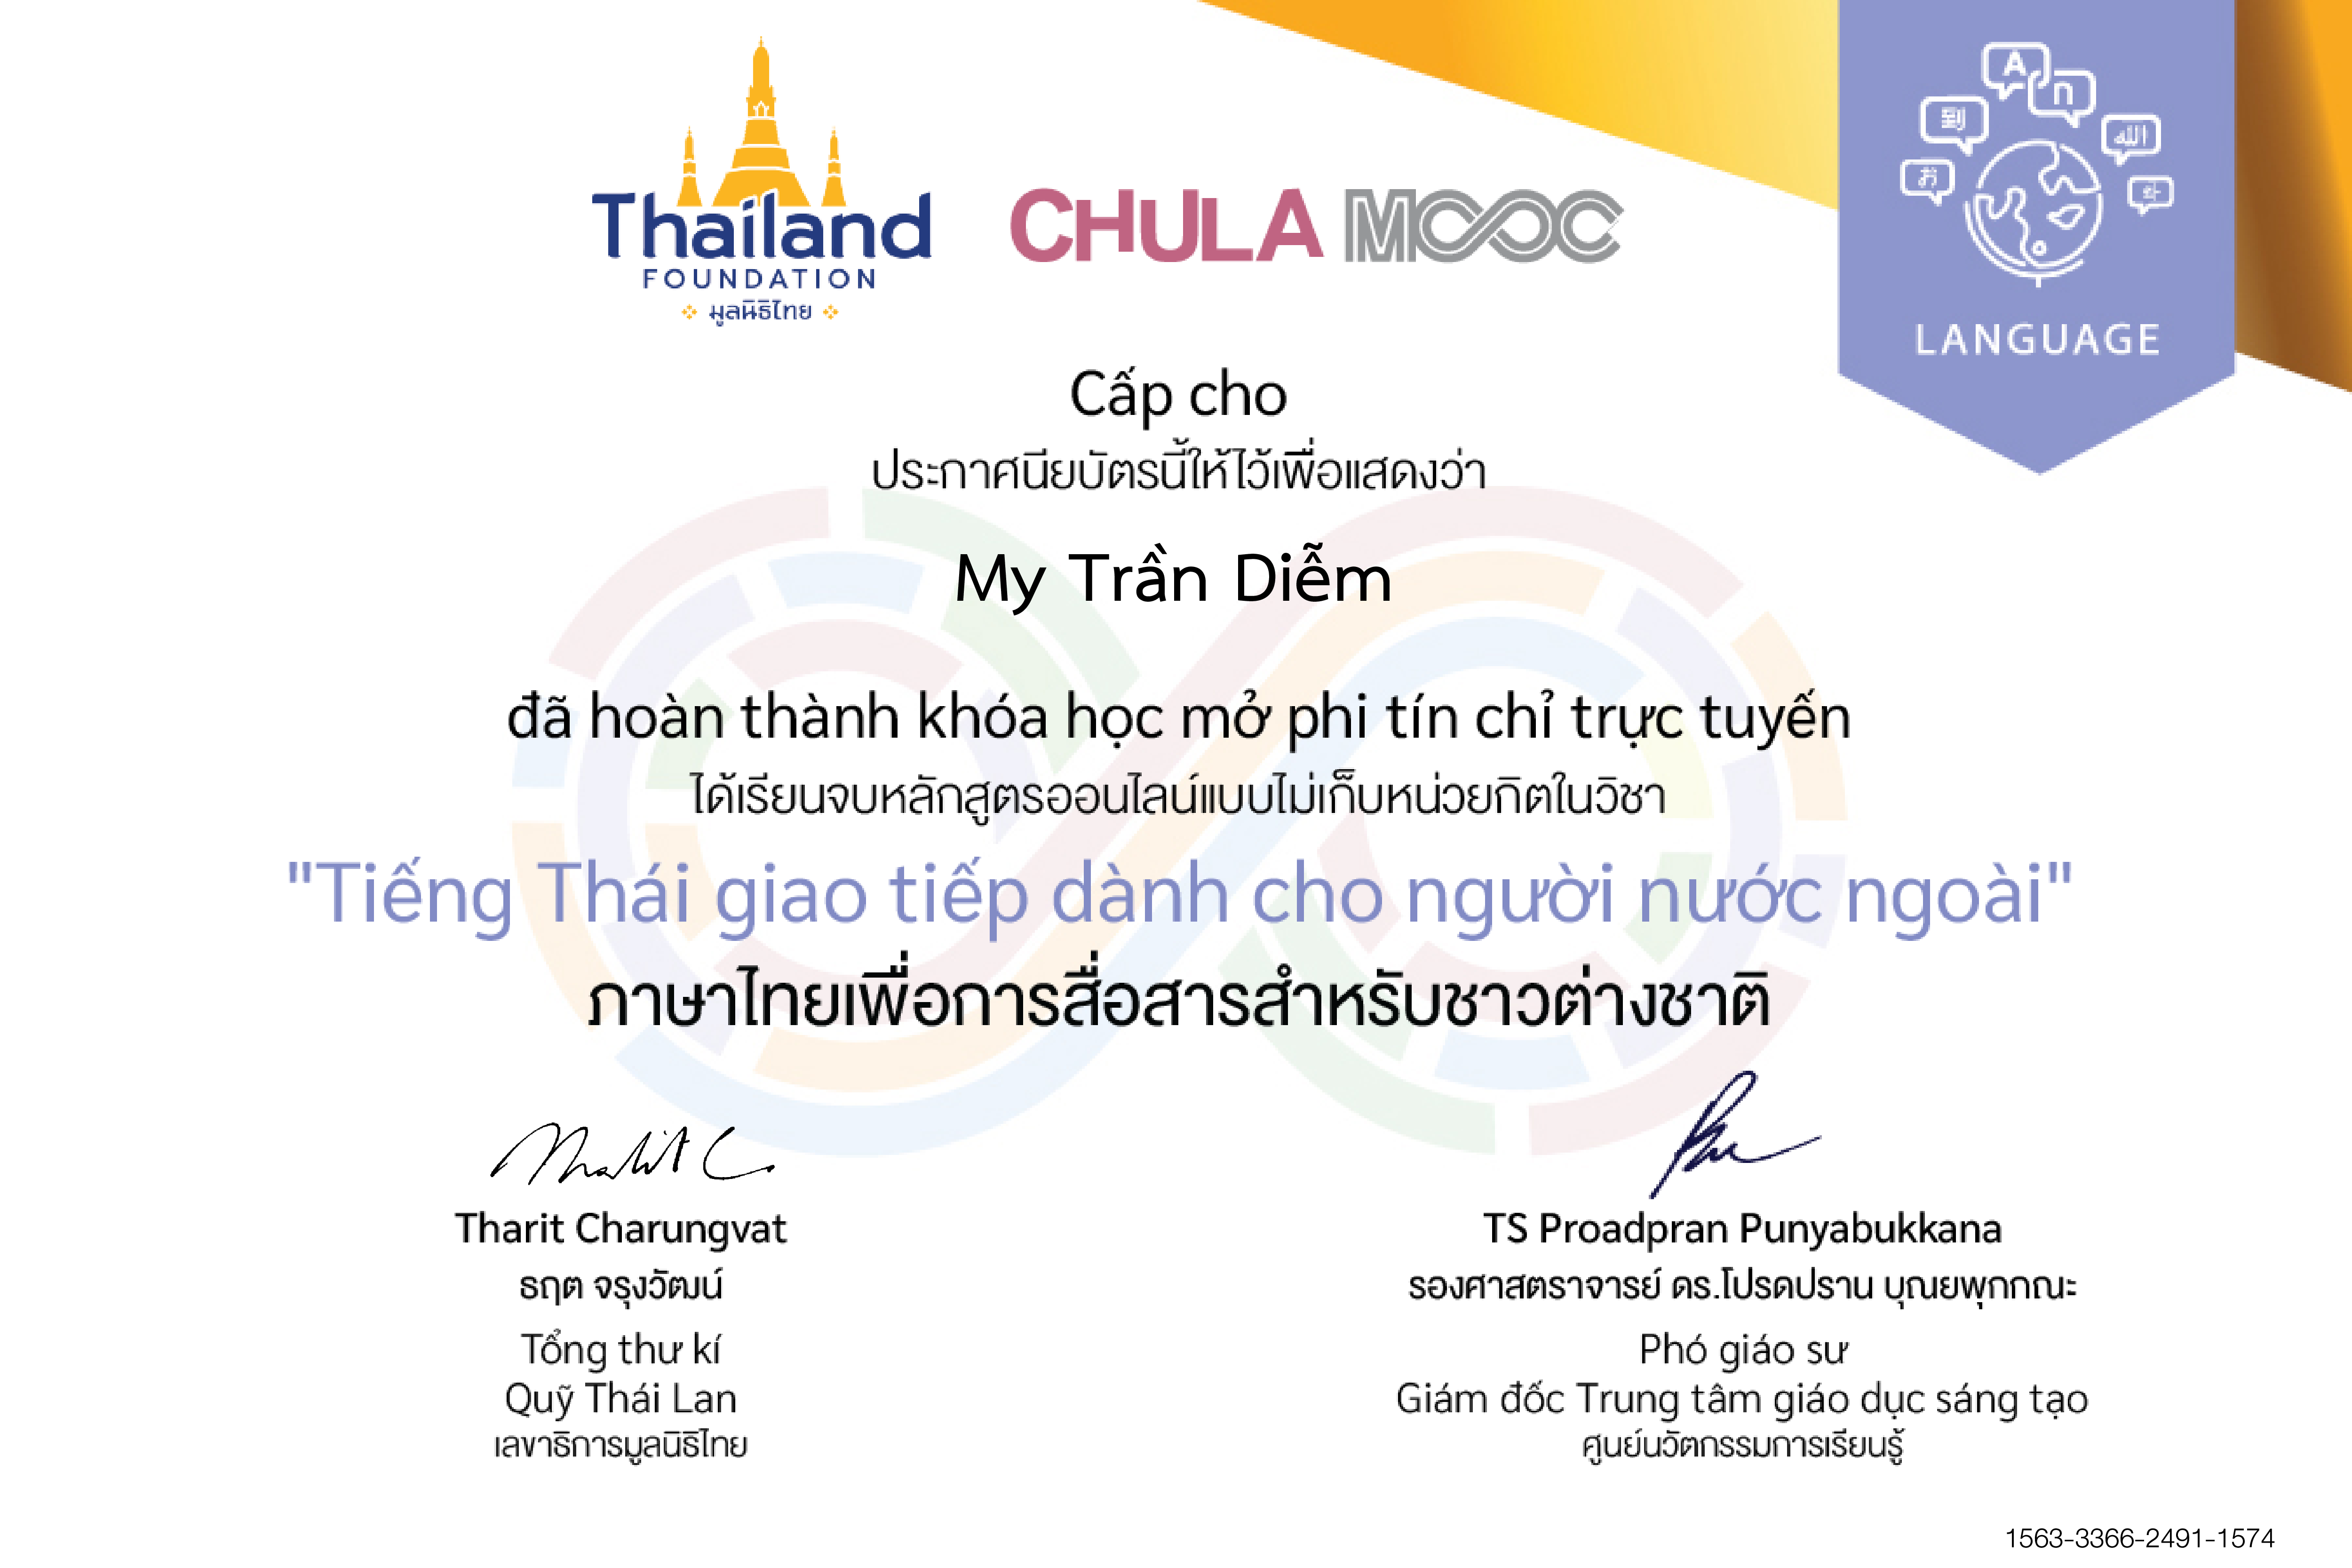 Thailand
FOUNDATION
มูลนิธิไทย
CHULA MOOC
A
ก
到
الله
あ
LANGUAGE
Cấp cho
ประกาศนียบัตรนี้ให้ไว้เพื่อแสดงว่า
My Trần Diễm
đã hoàn thành khóa học mở phi tín chỉ trực tuyến
ได้เรียนจบหลักสูตรออนไลน์แบบไม่เก็บหน่วยกิตในวิชา
"Tiếng Thái giao tiếp dành cho người nước ngoài"
ภาษาไทยเพื่อการสื่อสารสำหรับชาวต่างชาติ
Tharit C
Tharit Charungvat
ธฤต จรุงวัฒน์
Tổng thư kí
Quỹ Thái Lan
เลขาธิการมูลนิธิไทย
TS Proadpran Punyabukkana
รองศาสตราจารย์ ดร.โปรดปราน บุณยพุกกณะ
Phó giáo sư
Giám đốc Trung tâm giáo dục sáng tạo
ศูนย์นวัตกรรมการเรียนรู้
1563-3366-2491-1574